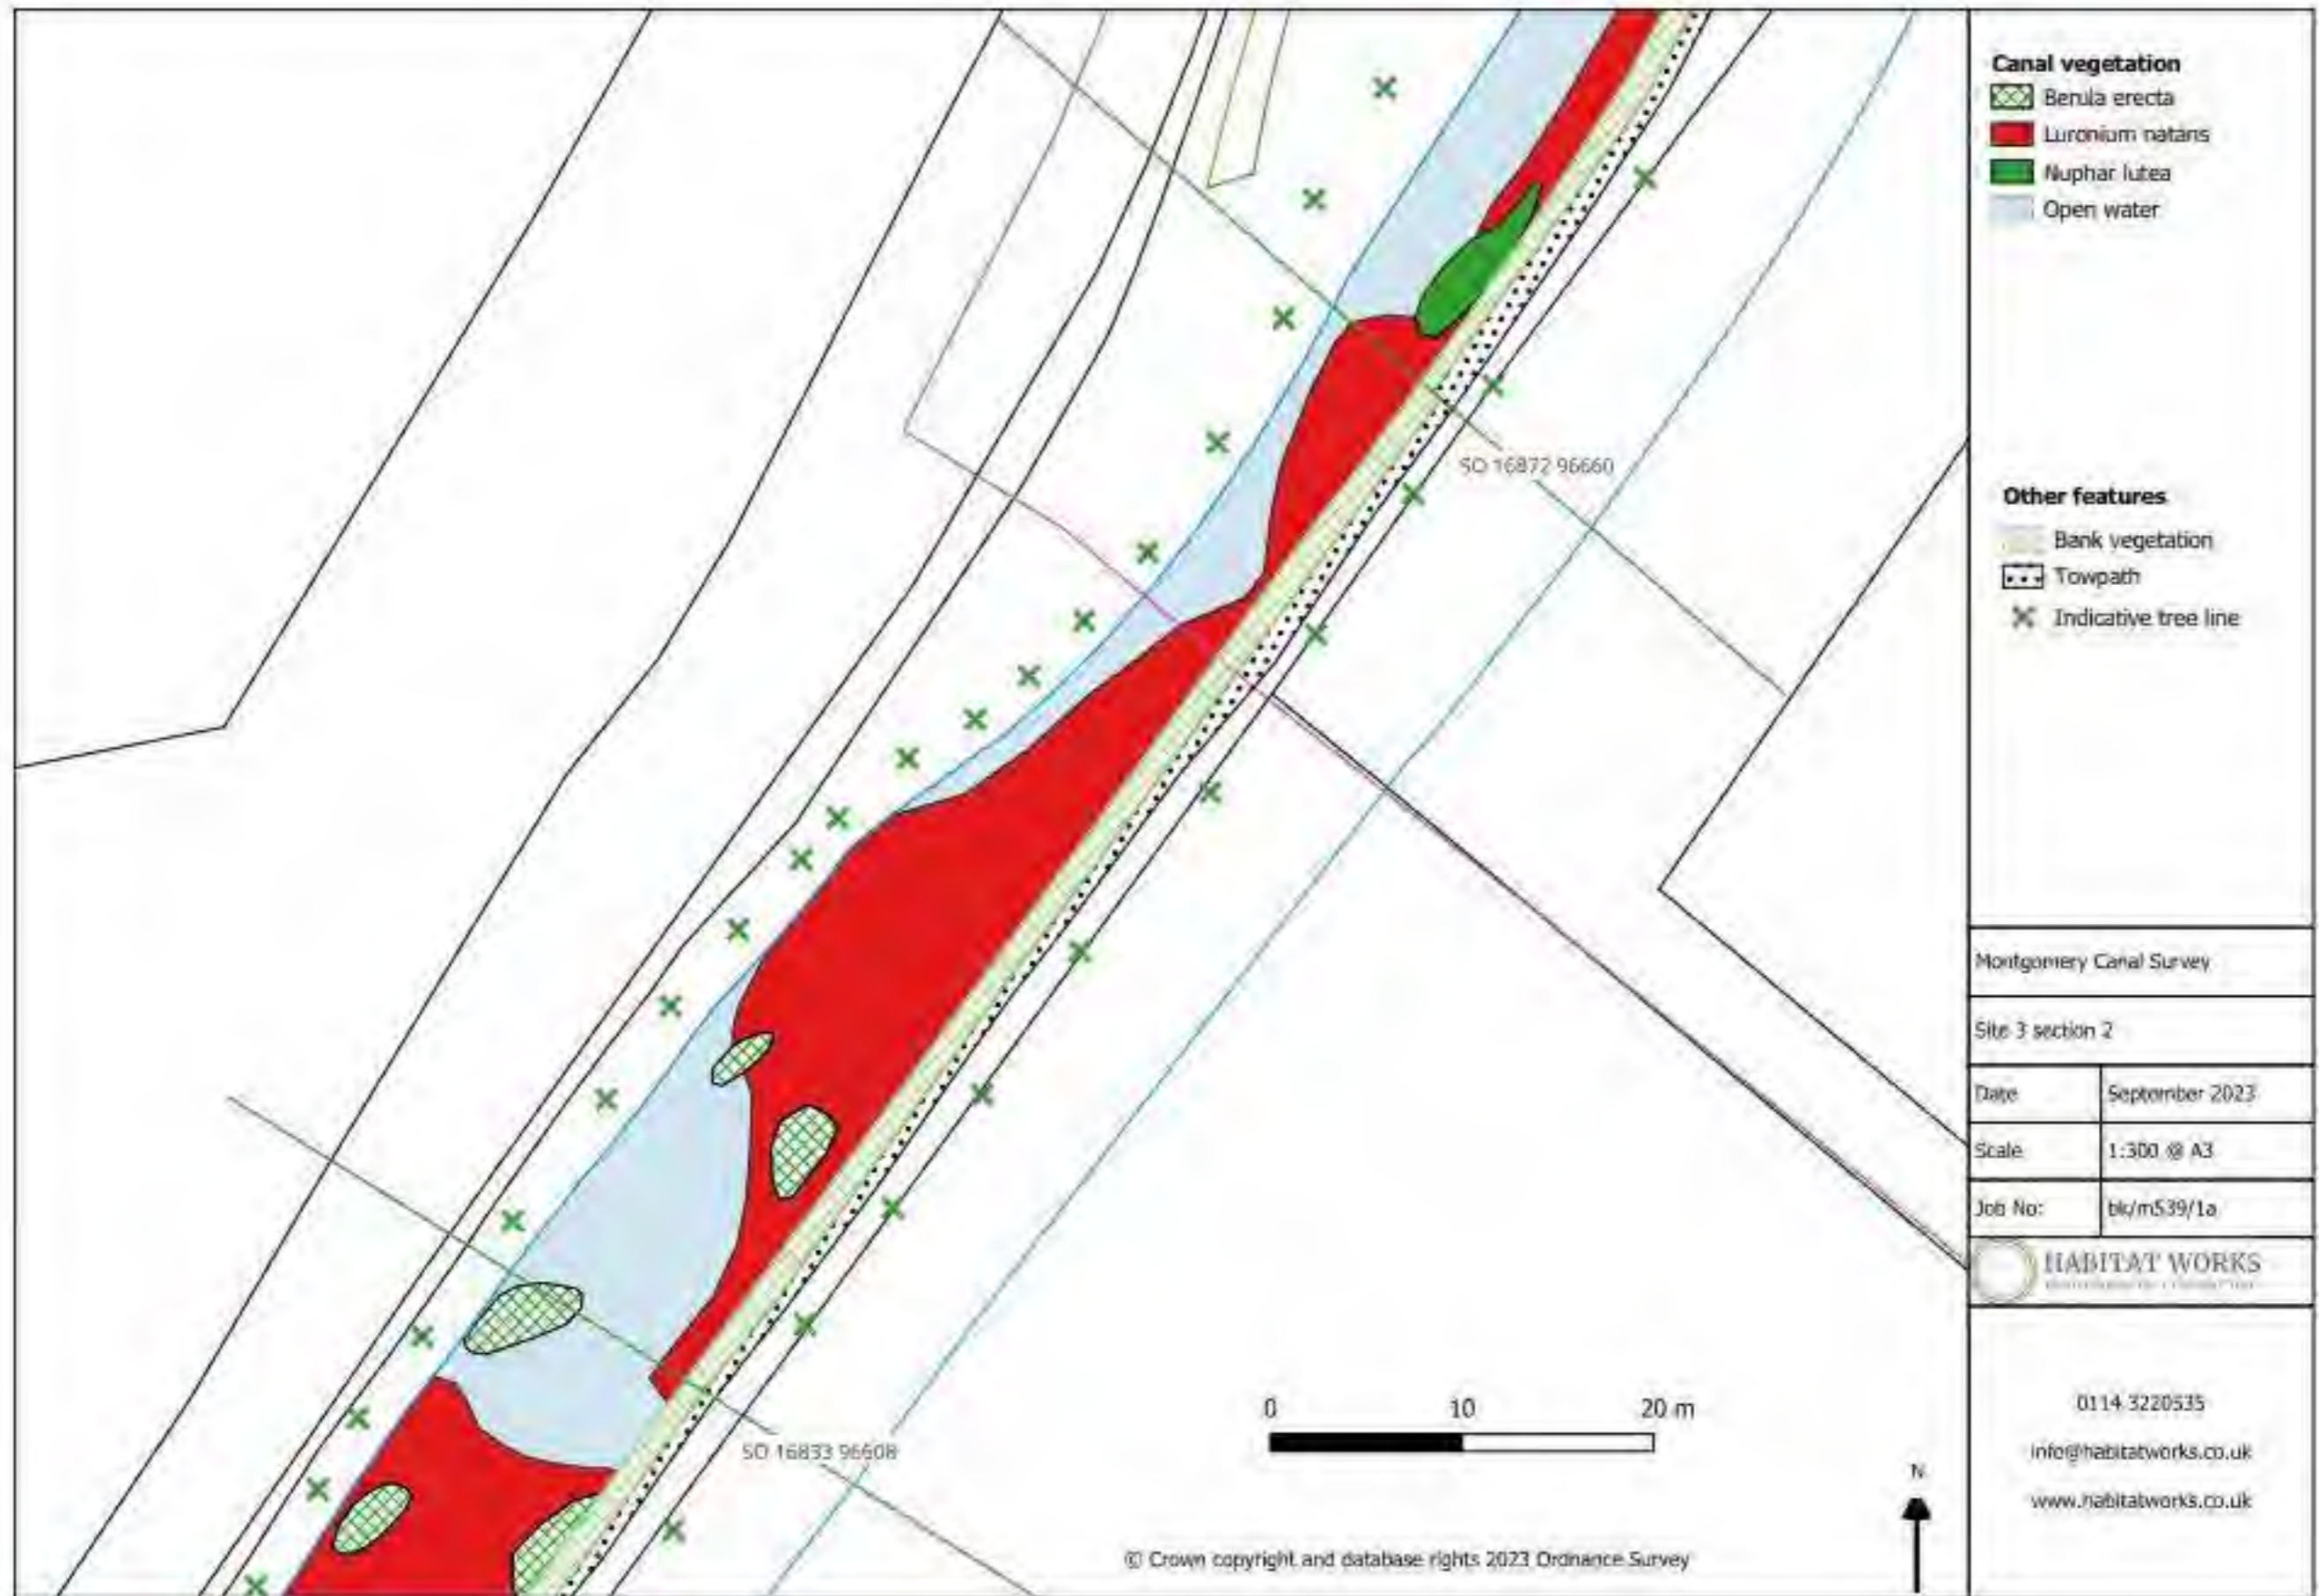 Canal vegetation
Berula erecta
Luronium natans
Nuphar lutea
Open water
SO 16872 96660
Other features
Bank vegetation
Towpath
Indicative tree line
Montgomery Canal Survey
Site 3 section 2
Date September 2023
Scale 1:300 @ A3
Job No: bk/m539/1a
HABITAT WORKS
0 10 20 m
SO 16833 96608
N
0114 3220535
info@habitatworks.co.uk
www.habitatworks.co.uk
© Crown copyright and database rights 2023 Ordnance Survey